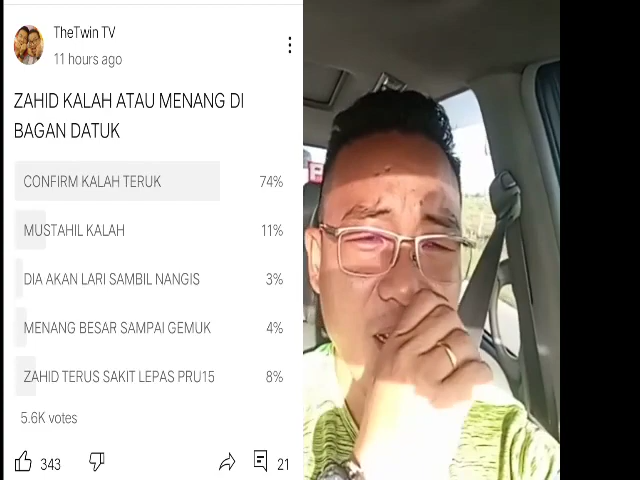 TheTwin TV
11 hours ago
ZAHID KALAH ATAU MENANG DI
BAGAN DATUK
CONFIRM KALAH TERUK 74%
MUSTAHIL KALAH 11%
DIA AKAN LARI SAMBIL NANGIS 3%
MENANG BESAR SAMPAI GEMUK 4%
ZAHID TERUS SAKIT LEPAS PRU15 8%
5.6K votes
343 21